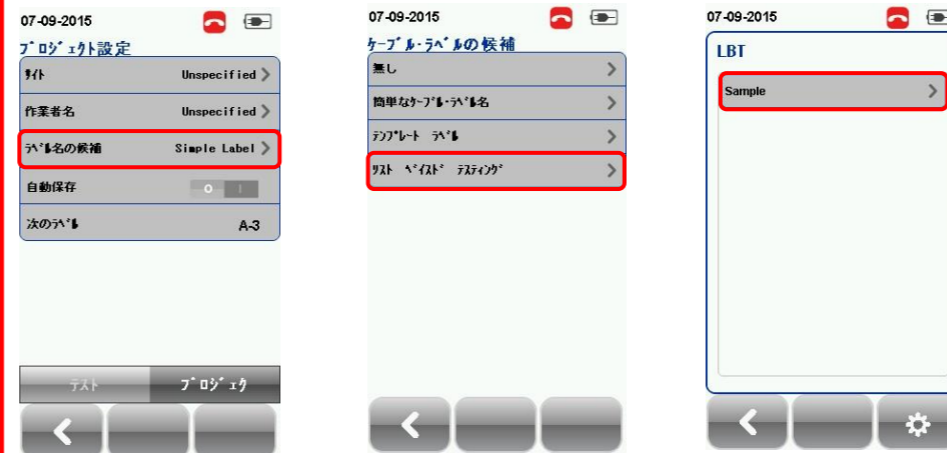 07-09-2015
プロジェクト設定
サイト Unspecified
作業者名 Unspecified
ラベル名の候補 Simple Label
自動保存 O I
次のラベル A-3
テスト プロジェク
07-09-2015
ケーブル・ラベルの候補
無し
簡単なケーブル・ラベル名
テンプレート ラベル
リスト ベイスド テスティング
07-09-2015
LBT
Sample